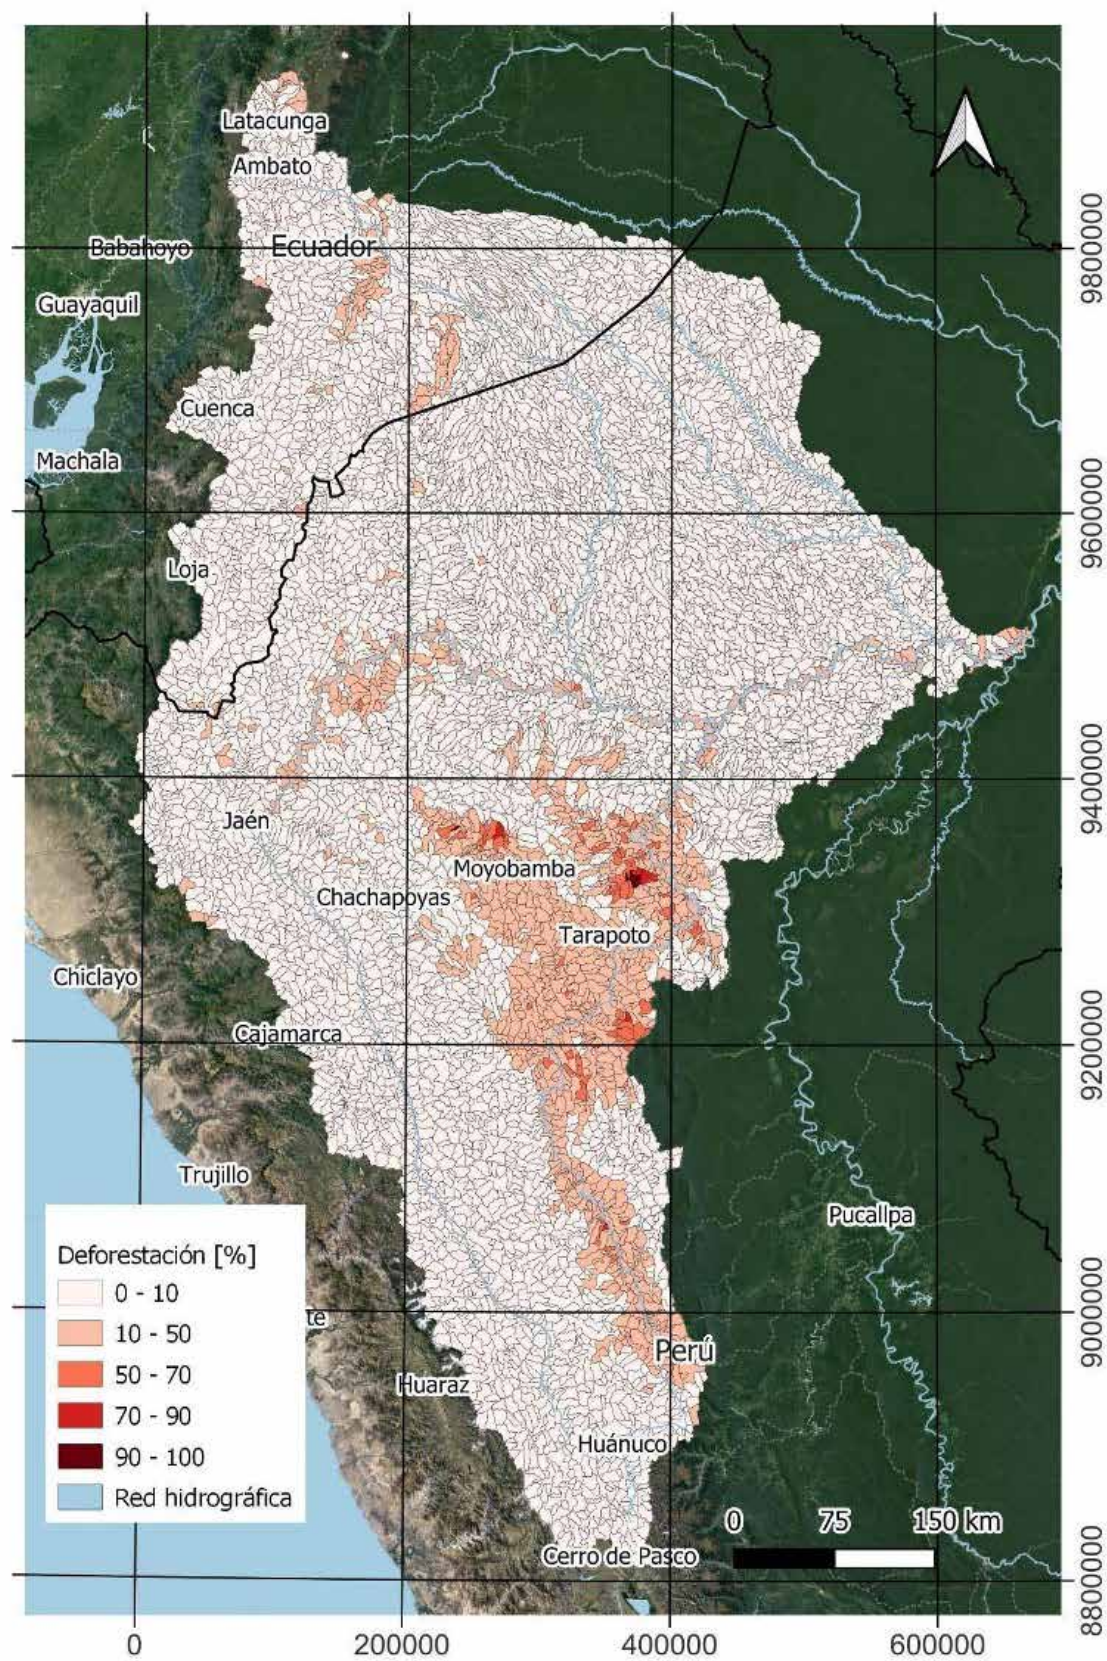 Latacunga
Ambato
Babahoyo
Ecuador
9800000
Guayaquil
Cuenca
Machala
9600000
Loja
9400000
Jaén
Moyobamba
Chachapoyas
Tarapoto
Chiclayo
Cajamarca
9200000
Trujillo
Pucallpa
Deforestación [%]
0 - 10
10 - 50
50 - 70
70 - 90
90 - 100
Red hidrográfica
te
9000000
Perú
Huaraz
Huánuco
0 75 150 km
Cerro de Pasco
8800000
0 200000 400000 600000